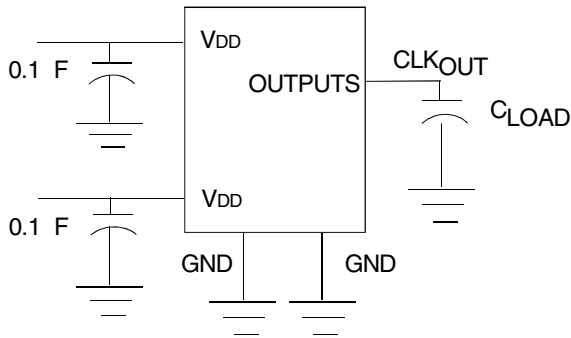 VDD
0.1 F
OUTPUTS
CLKOUT
CLOAD
VDD
0.1 F
GND
GND